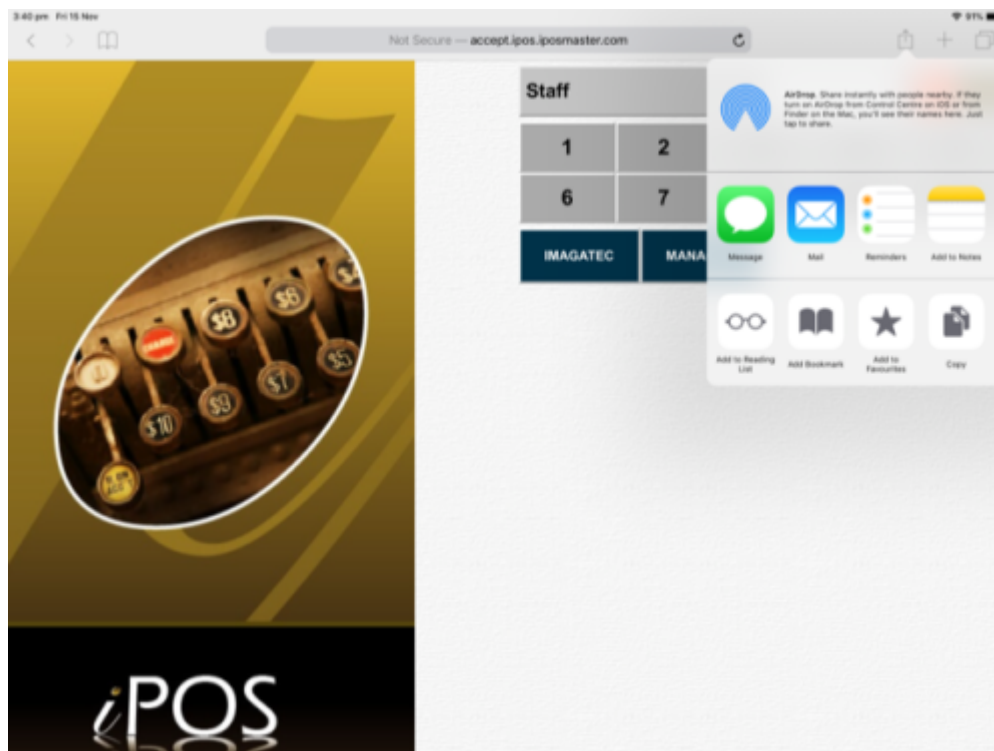 3:40 pm Fri 15 Nov
91%
Not Secure — accept.ipos.iposmaster.com
Staff
AirDrop. Share instantly with people nearby. If they
turn on AirDrop from Control Centre on iOS or from
Finder on the Mac, you'll see their names here. Just
tap to share.
1 2
6 7
IMAGATEC MANA
Message Mail Reminders Add to Notes
Add to Reading List Add Bookmark Add to Favourites Copy
$8 $6
$10 $9 $7 $5
iPOS